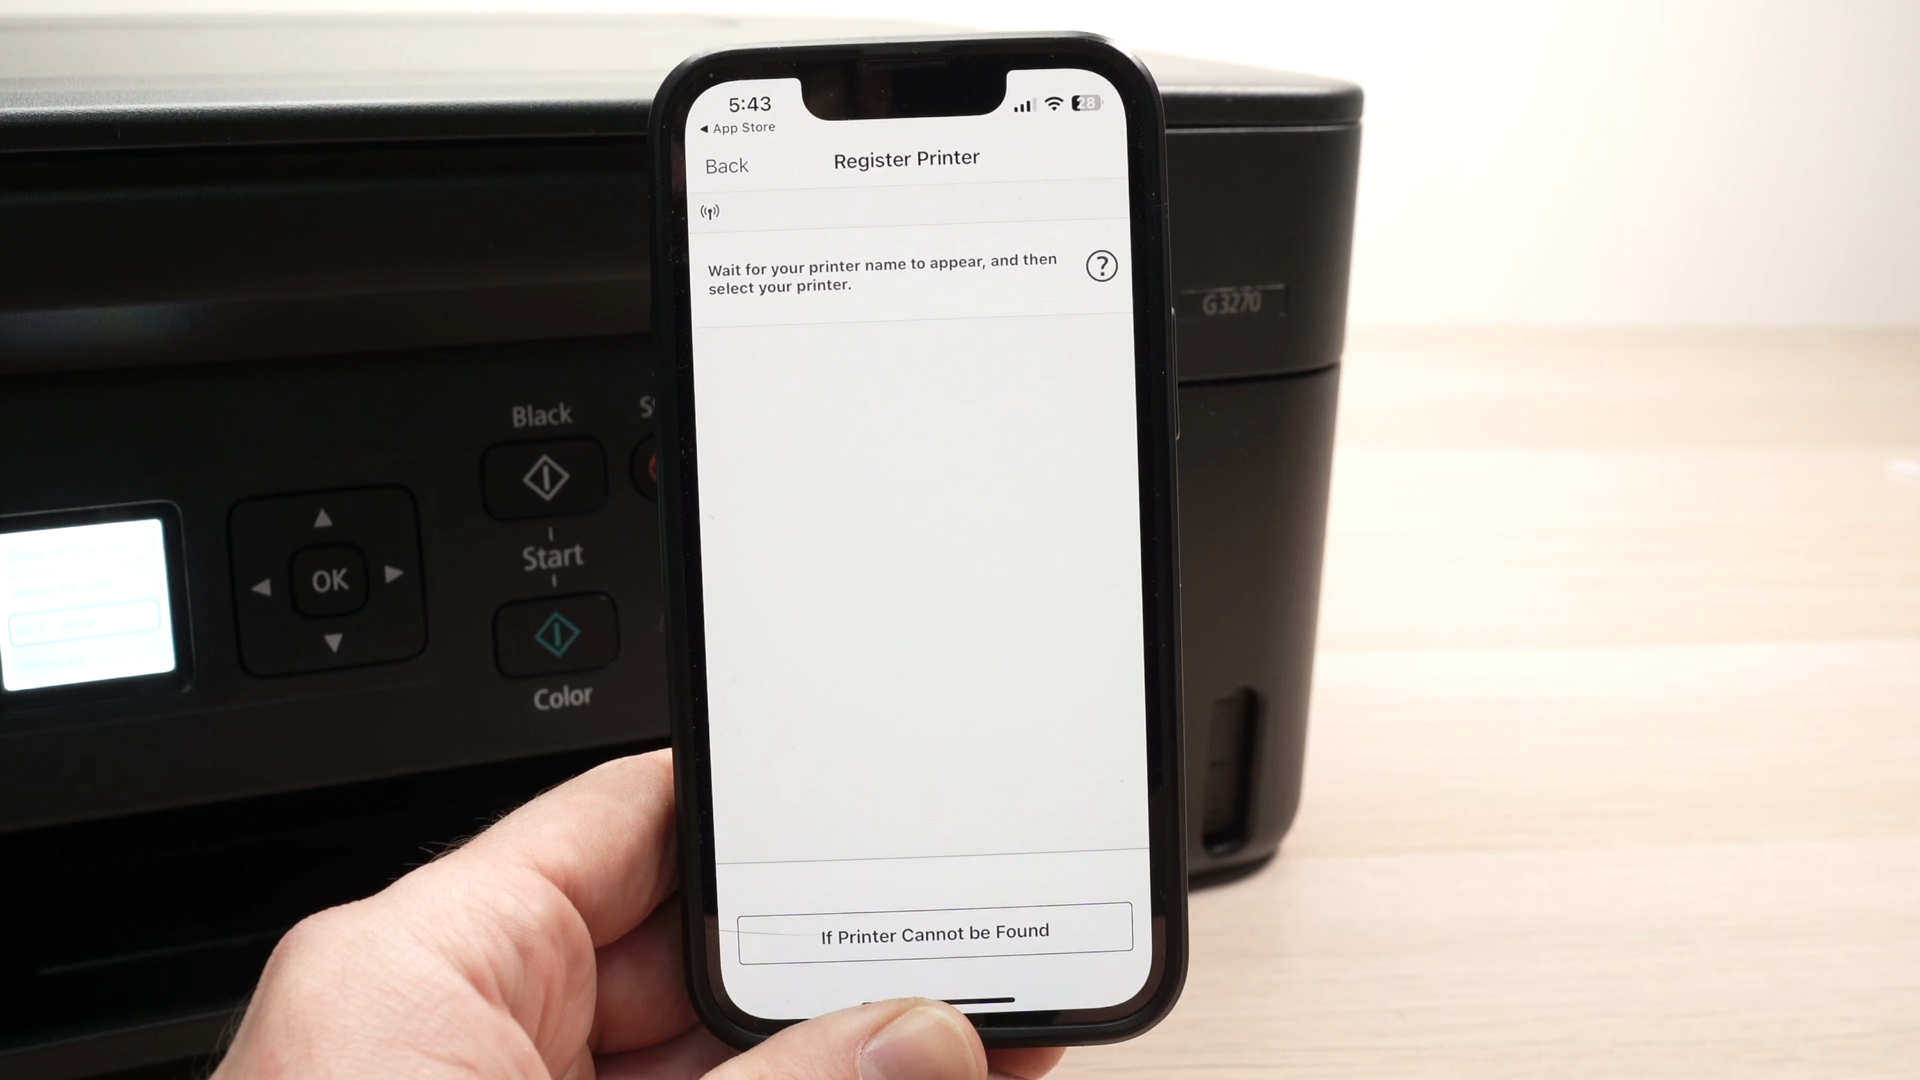 5:43
28
◀ App Store
Back
Register Printer
Wait for your printer name to appear, and then
select your printer.
?
If Printer Cannot be Found
G3270
Black
Start
Color
OK